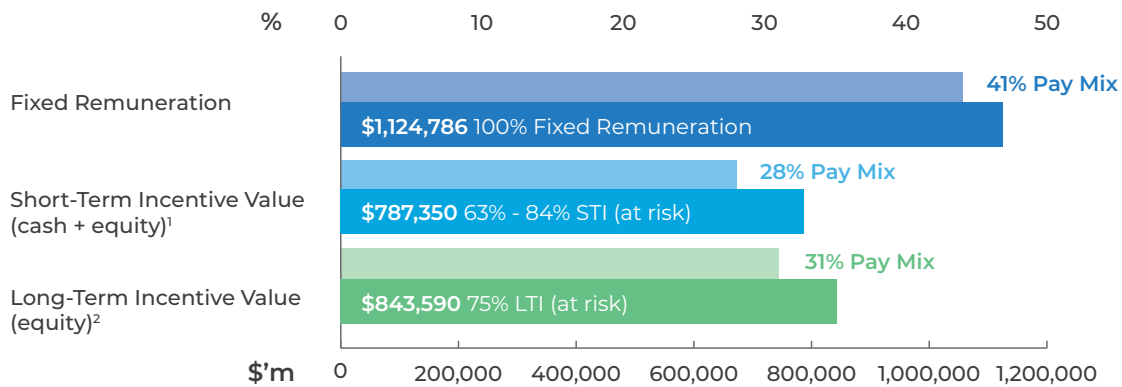 % 0 10 20 30 40 50
Fixed Remuneration
41% Pay Mix
$1,124,786 100% Fixed Remuneration
Short-Term Incentive Value
(cash + equity)¹
28% Pay Mix
$787,350 63% - 84% STI (at risk)
Long-Term Incentive Value
(equity)²
31% Pay Mix
$843,590 75% LTI (at risk)
$'m 0 200,000 400,000 600,000 800,000 1,000,000 1,200,000